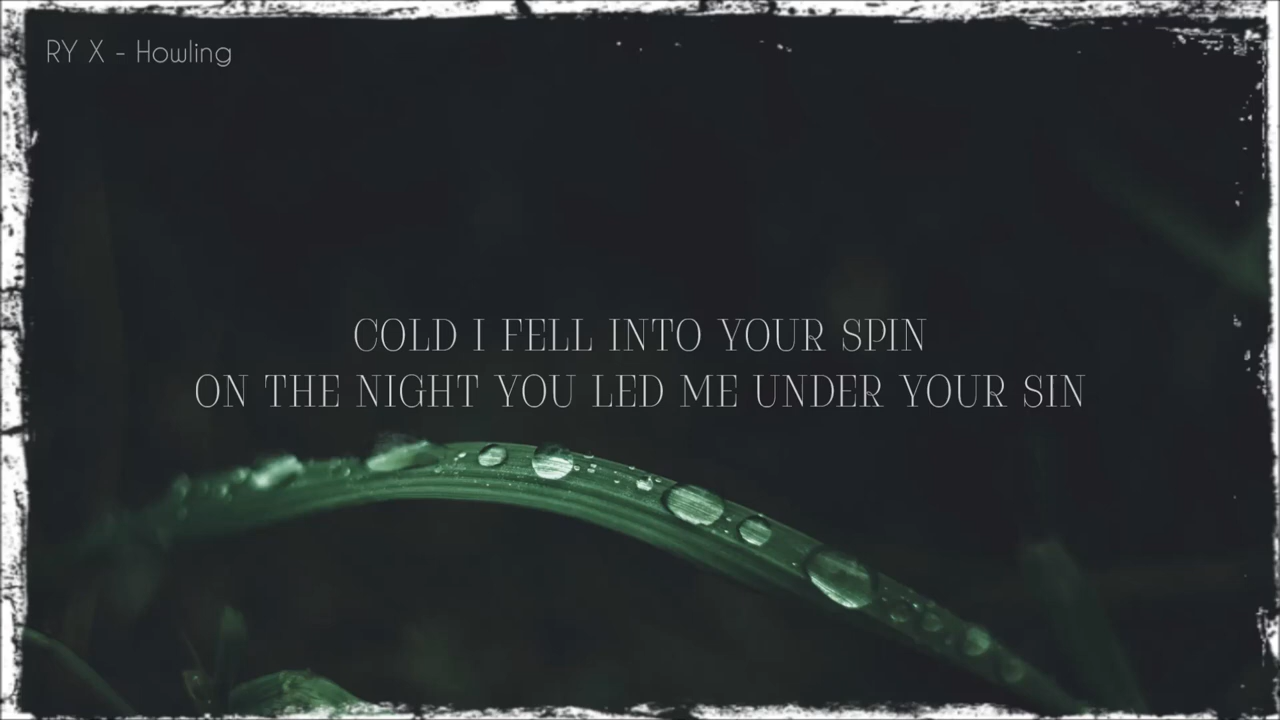 RY X - Howling
COLD I FELL INTO YOUR SPIN
ON THE NIGHT YOU LED ME UNDER YOUR SIN